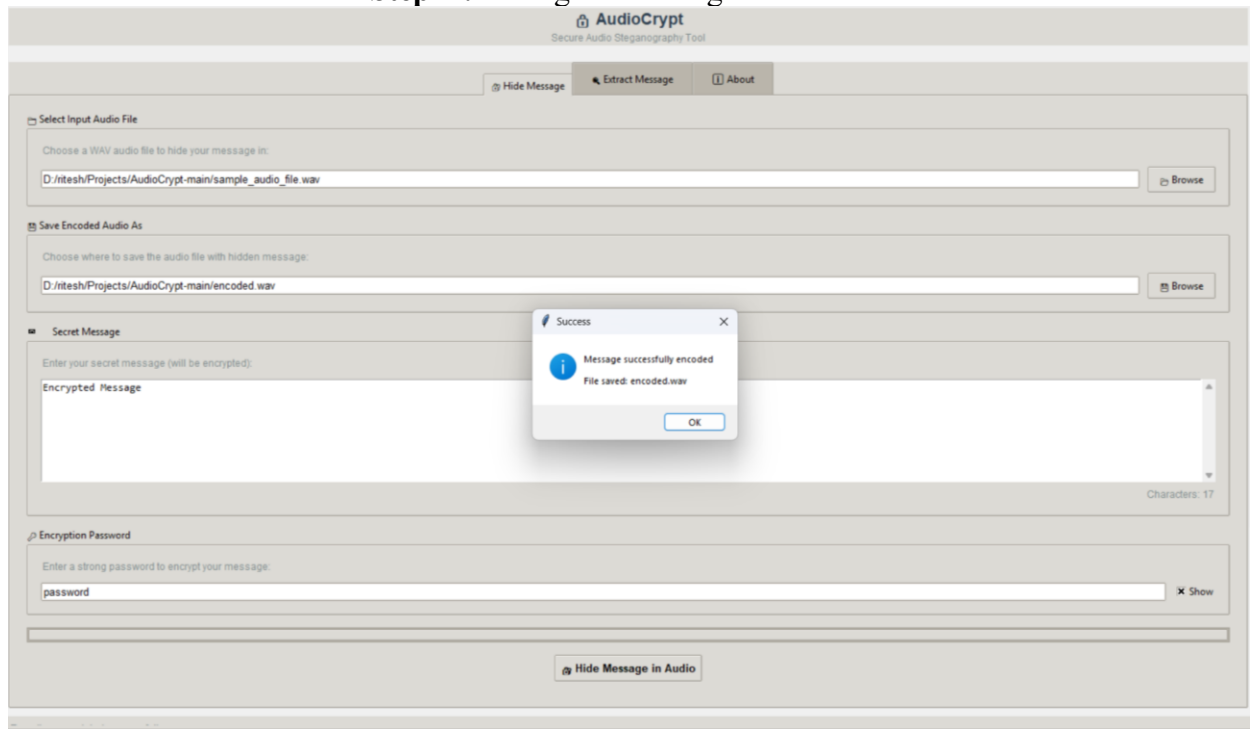 AudioCrypt
Secure Audio Steganography Tool
Hide Message
Extract Message
About
Select Input Audio File
Choose a WAV audio file to hide your message in:
D:/ritesh/Projects/AudioCrypt-main/sample_audio_file.wav
Browse
Save Encoded Audio As
Choose where to save the audio file with hidden message:
D:/ritesh/Projects/AudioCrypt-main/encoded.wav
Browse
Success
Message successfully encoded
File saved: encoded.wav
OK
Secret Message
Enter your secret message (will be encrypted):
Encrypted Message
Characters: 17
Encryption Password
Enter a strong password to encrypt your message:
password
Show
Hide Message in Audio